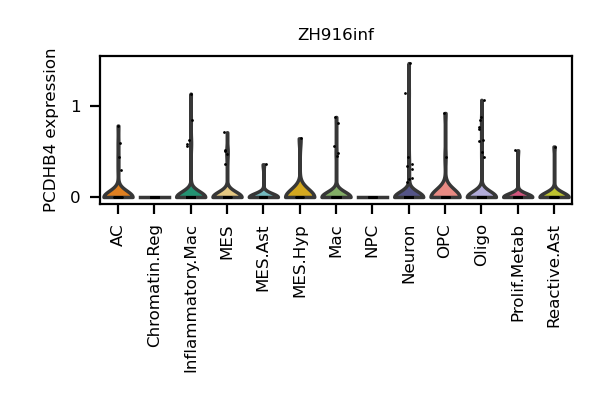 ZH916inf
PCDHB4 expression
1
0
AC
Chromatin.Reg
Inflammatory.Mac
MES
MES.Ast
MES.Hyp
Mac
NPC
Neuron
OPC
Oligo
Prolif.Metab
Reactive.Ast